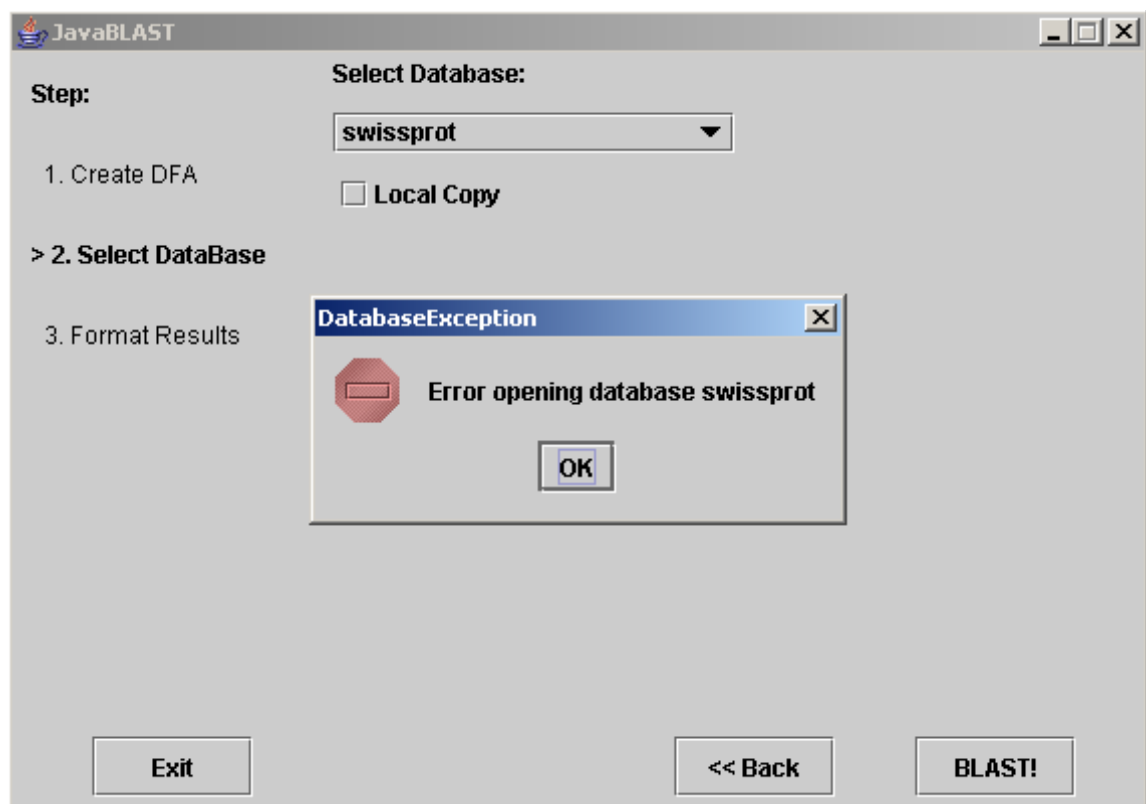 JavaBLAST
Step:
1. Create DFA
> 2. Select DataBase
3. Format Results
Select Database:
swissprot
Local Copy
DatabaseException
Error opening database swissprot
OK
Exit
<< Back
BLAST!